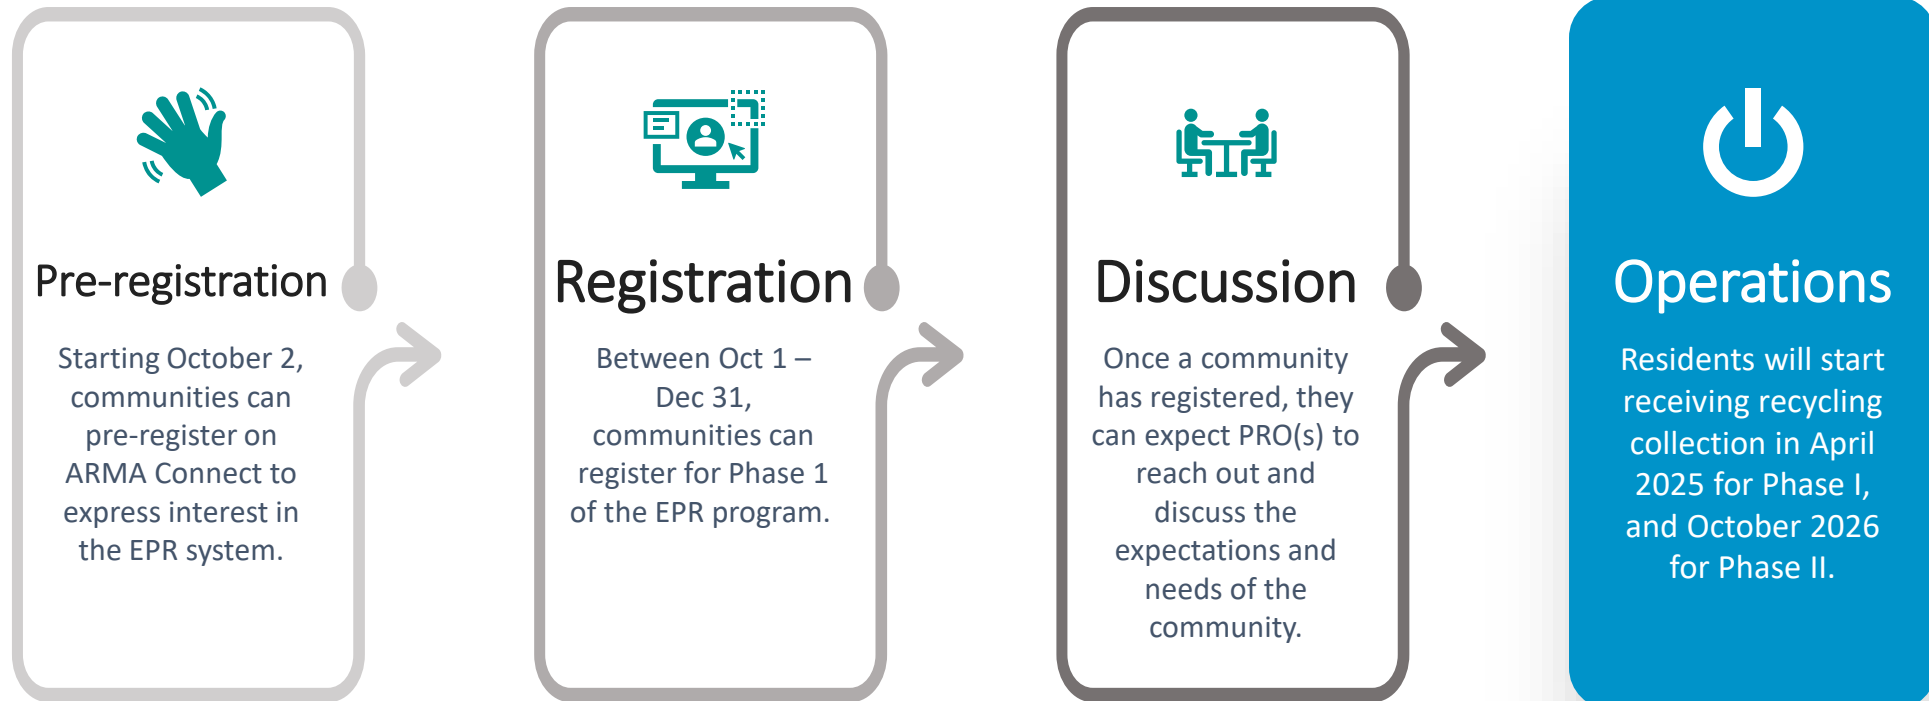 Pre-registration
Starting October 2,
communities can
pre-register on
ARMA Connect to
express interest in
the EPR system.
Registration
Between Oct 1 –
Dec 31,
communities can
register for Phase 1
of the EPR program.
Discussion
Once a community
has registered, they
can expect PRO(s) to
reach out and
discuss the
expectations and
needs of the
community.
Operations
Residents will start
receiving recycling
collection in April
2025 for Phase I,
and October 2026
for Phase II.